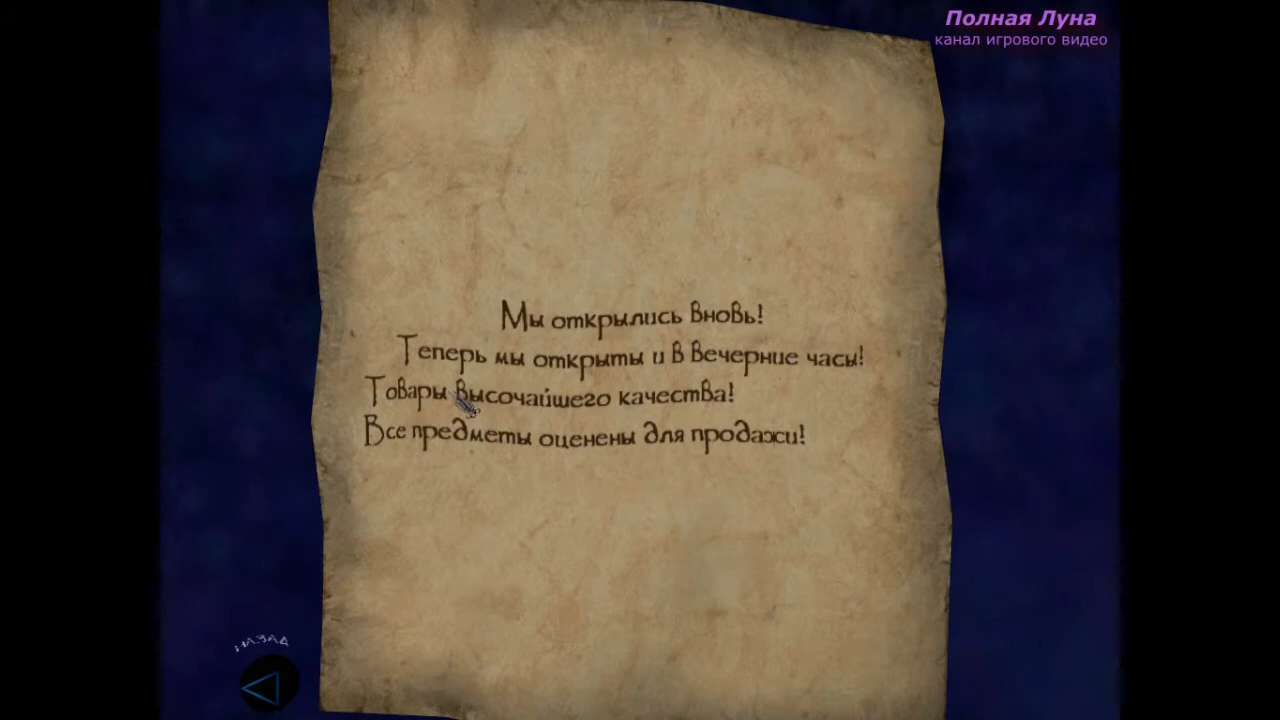 Полная Луна
канал игрового видео
Мы открылись вновь!
Теперь мы открыты и в вечерние часы!
Товары высочайшего качества!
Все предметы оценены для продажи!
НАЗАД